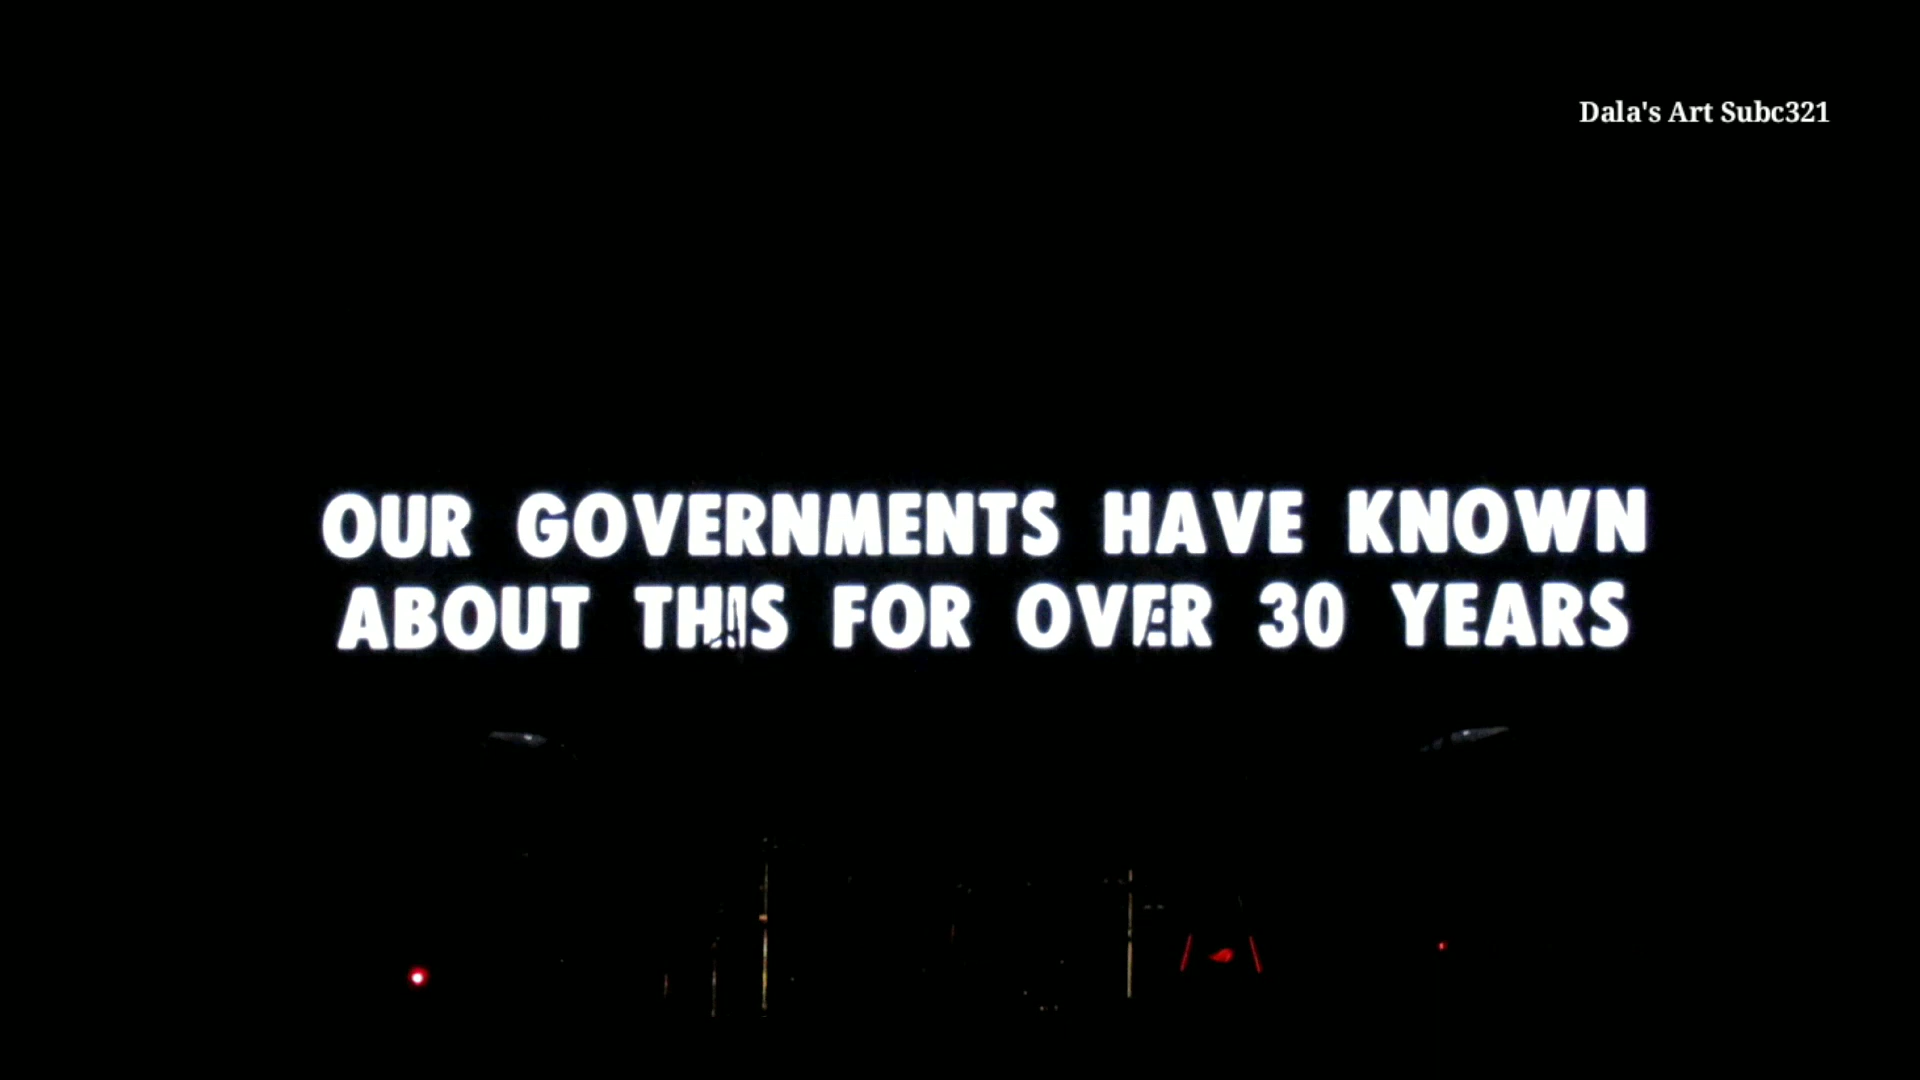 Dala's Art Subc321
OUR GOVERNMENTS HAVE KNOWN
ABOUT THIS FOR OVER 30 YEARS